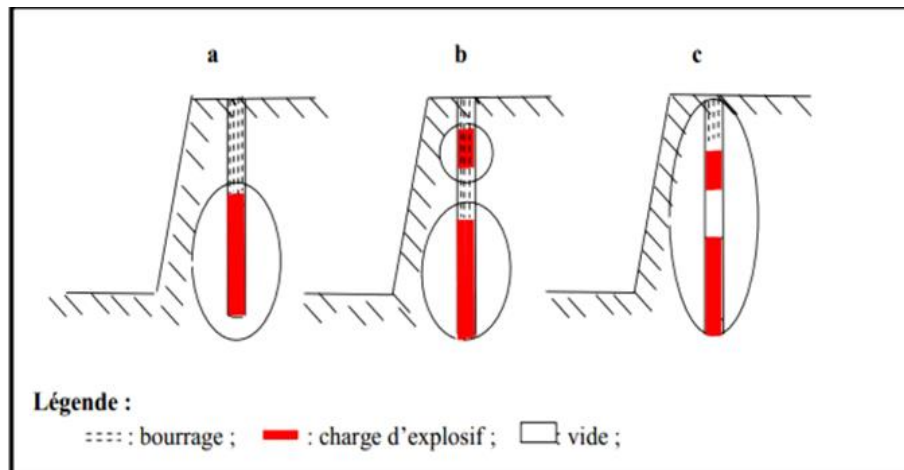 a b c
Légende :
: bourrage ; : charge d'explosif ; : vide ;